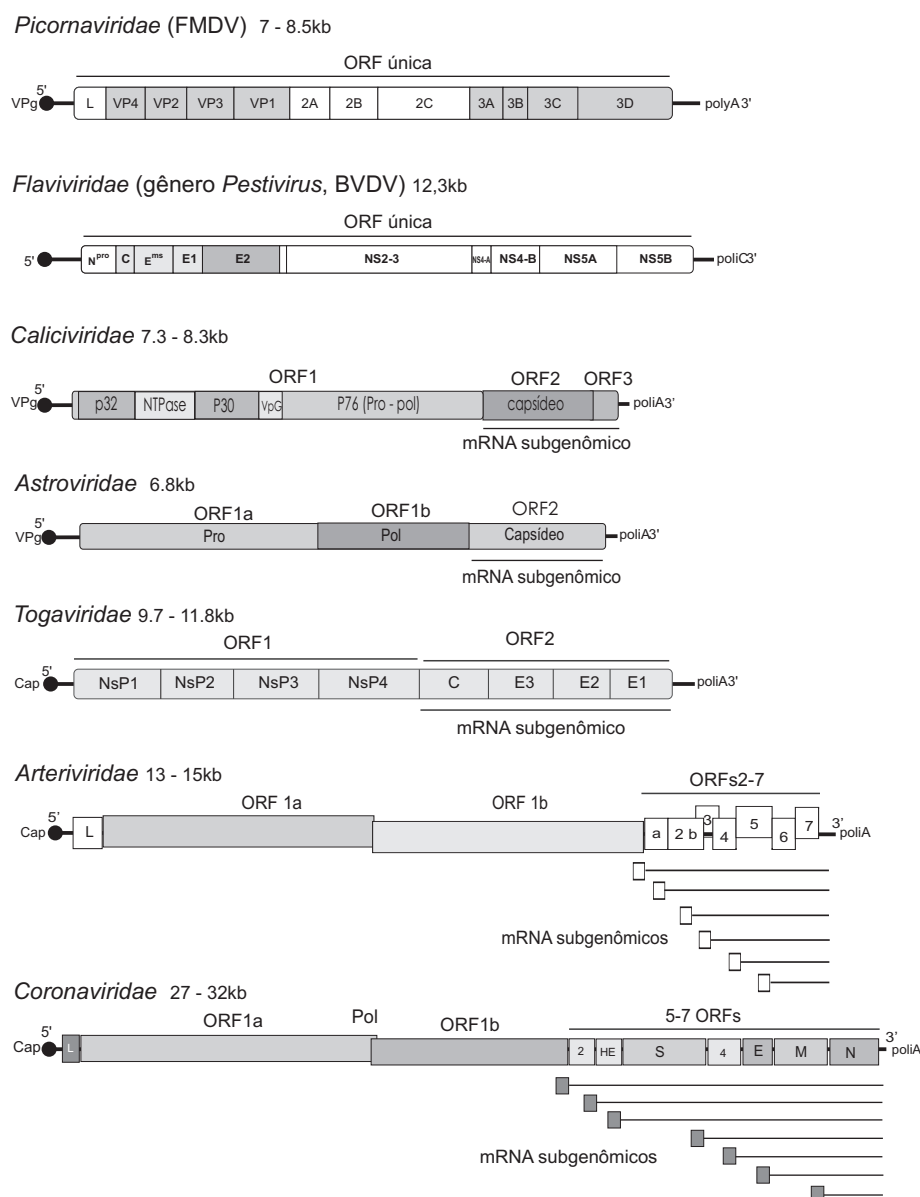 Picornaviridae (FMDV) 7 - 8.5kb
ORF única
5'
VPg L VP4 VP2 VP3 VP1 2A 2B 2C 3A 3B 3C 3D polyA3'
Flaviviridae (gênero Pestivirus, BVDV) 12,3kb
ORF única
5' Npro C Ems E1 E2 NS2-3 NS4-A NS4-B NS5A NS5B poliC3'
Caliciviridae 7.3 - 8.3kb
ORF1 ORF2 ORF3
5'
VPg p32 NTPase P30 VpG P76 (Pro - pol) capsídeo poliA3'
mRNA subgenômico
Astroviridae 6.8kb
ORF1a ORF1b ORF2
5'
VPg Pro Pol Capsídeo poliA3'
mRNA subgenômico
Togaviridae 9.7 - 11.8kb
ORF1 ORF2
5'
Cap NsP1 NsP2 NsP3 NsP4 C E3 E2 E1 poliA3'
mRNA subgenômico
Arteriviridae 13 - 15kb
ORFs2-7
ORF 1a ORF 1b
5' 3'
Cap L a 2 b 3 4 5 6 7 poliA
mRNA subgenômicos
Coronaviridae 27 - 32kb
ORF1a Pol ORF1b 5-7 ORFs
5' 3'
Cap L 2 HE S 4 E M N poliA
mRNA subgenômicos